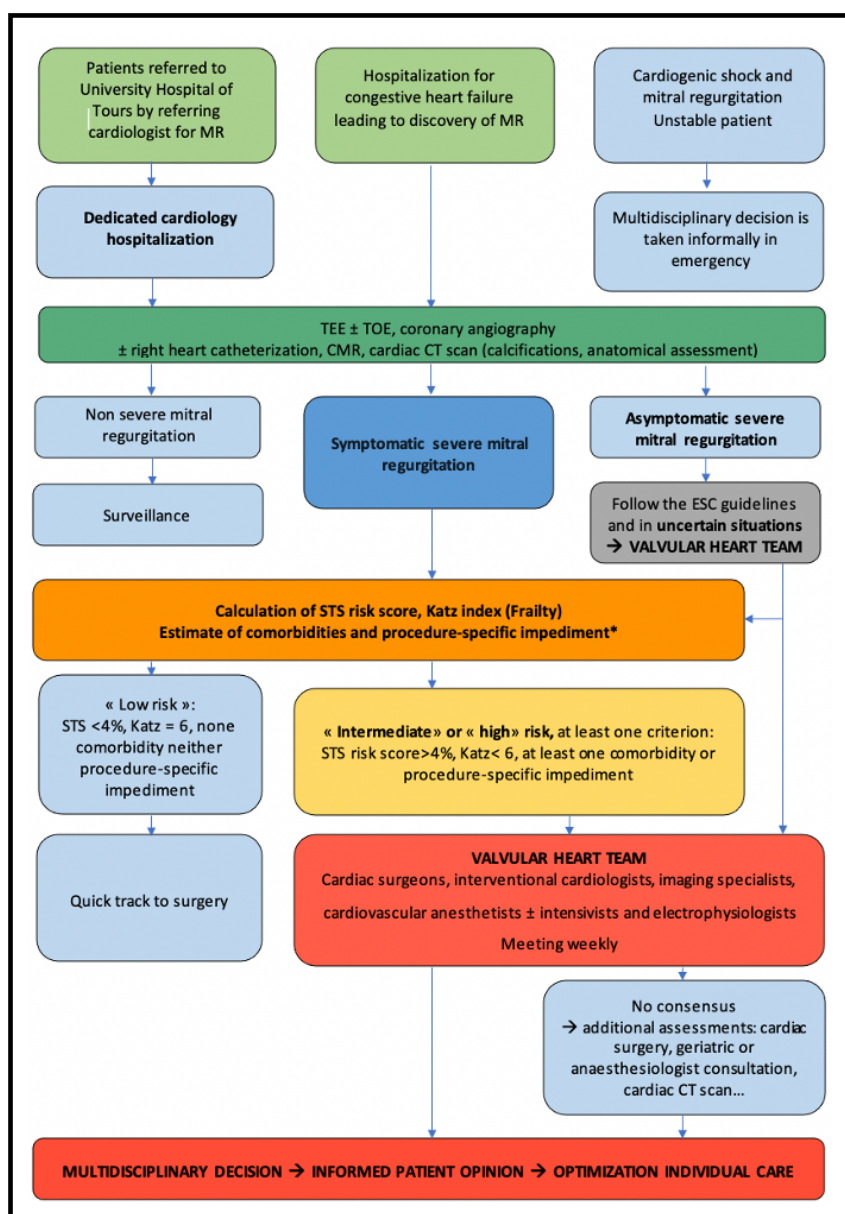 Patients referred to
University Hospital of
Tours by referring
cardiologist for MR
Hospitalization for
congestive heart failure
leading to discovery of MR
Cardiogenic shock and
mitral regurgitation
Unstable patient
Dedicated cardiology
hospitalization
Multidisciplinary decision is
taken informally in
emergency
TEE ± TOE, coronary angiography
± right heart catheterization, CMR, cardiac CT scan (calcifications, anatomical assessment)
Non severe mitral
regurgitation
Symptomatic severe mitral
regurgitation
Asymptomatic severe
mitral regurgitation
Surveillance
Follow the ESC guidelines
and in uncertain situations
→ VALVULAR HEART TEAM
Calculation of STS risk score, Katz index (Frailty)
Estimate of comorbidities and procedure-specific impediment*
« Low risk »:
STS <4%, Katz = 6, none
comorbidity neither
procedure-specific
impediment
« Intermediate» or « high» risk, at least one criterion:
STS risk score>4%, Katz< 6, at least one comorbidity or
procedure-specific impediment
Quick track to surgery
VALVULAR HEART TEAM
Cardiac surgeons, interventional cardiologists, imaging specialists,
cardiovascular anesthetists ± intensivists and electrophysiologists
Meeting weekly
No consensus
→ additional assessments: cardiac
surgery, geriatric or
anaesthesiologist consultation,
cardiac CT scan...
MULTIDISCIPLINARY DECISION → INFORMED PATIENT OPINION → OPTIMIZATION INDIVIDUAL CARE